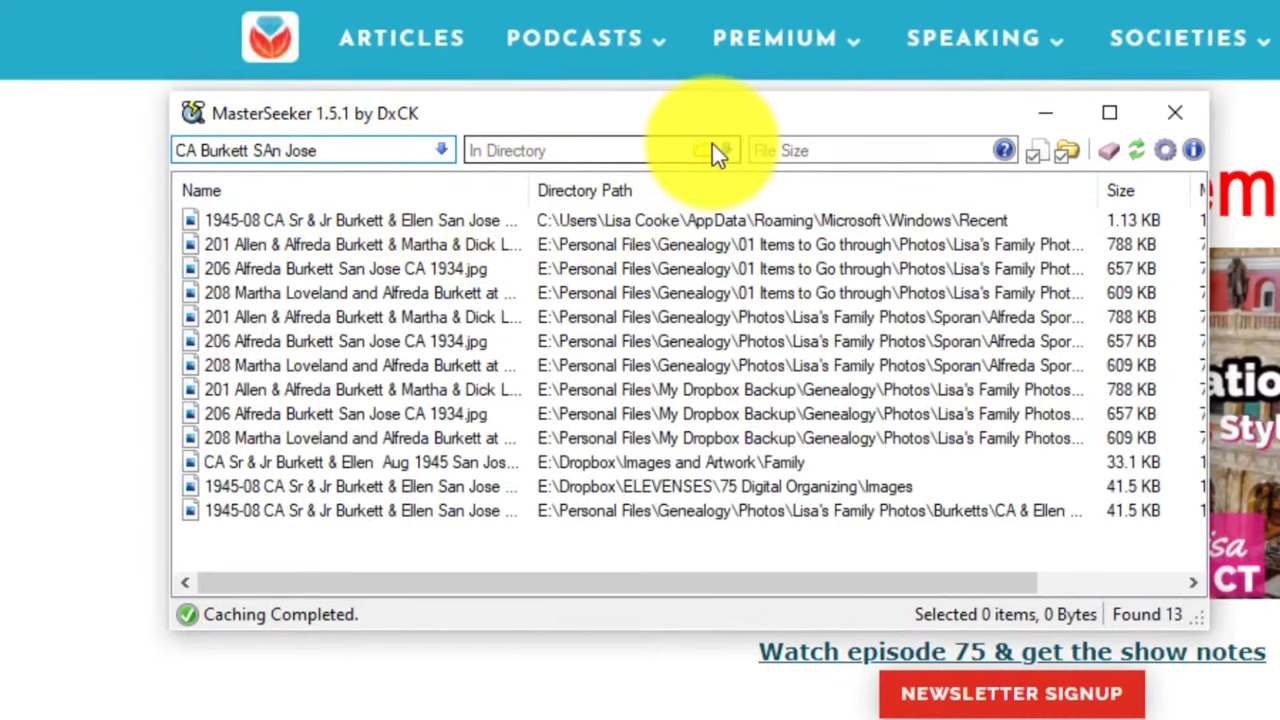 ARTICLES PODCASTS PREMIUM SPEAKING SOCIETIES
MasterSeeker 1.5.1 by DxCK
CA Burkett SAn Jose In Directory File Size
Name Directory Path Size
1945-08 CA Sr & Jr Burkett & Ellen San Jose ... C:\Users\Lisa Cooke\AppData\Roaming\Microsoft\Windows\Recent 1.13 KB
201 Allen & Alfreda Burkett & Martha & Dick L... E:\Personal Files\Genealogy\01 Items to Go through\Photos\Lisa's Family Phot... 788 KB
206 Alfreda Burkett San Jose CA 1934.jpg E:\Personal Files\Genealogy\01 Items to Go through\Photos\Lisa's Family Phot... 657 KB
208 Martha Loveland and Alfreda Burkett at ... E:\Personal Files\Genealogy\01 Items to Go through\Photos\Lisa's Family Phot... 609 KB
201 Allen & Alfreda Burkett & Martha & Dick L... E:\Personal Files\Genealogy\Photos\Lisa's Family Photos\Sporan\Alfreda Spor... 788 KB
206 Alfreda Burkett San Jose CA 1934.jpg E:\Personal Files\Genealogy\Photos\Lisa's Family Photos\Sporan\Alfreda Spor... 657 KB
208 Martha Loveland and Alfreda Burkett at ... E:\Personal Files\Genealogy\Photos\Lisa's Family Photos\Sporan\Alfreda Spor... 609 KB
201 Allen & Alfreda Burkett & Martha & Dick L... E:\Personal Files\My Dropbox Backup\Genealogy\Photos\Lisa's Family Photos... 788 KB
206 Alfreda Burkett San Jose CA 1934.jpg E:\Personal Files\My Dropbox Backup\Genealogy\Photos\Lisa's Family Photos... 657 KB
208 Martha Loveland and Alfreda Burkett at ... E:\Personal Files\My Dropbox Backup\Genealogy\Photos\Lisa's Family Photos... 609 KB
CA Sr & Jr Burkett & Ellen Aug 1945 San Jos... E:\Dropbox\Images and Artwork\Family 33.1 KB
1945-08 CA Sr & Jr Burkett & Ellen San Jose ... E:\Dropbox\ELEVENSES\75 Digital Organizing\Images 41.5 KB
1945-08 CA Sr & Jr Burkett & Ellen San Jose ... E:\Personal Files\Genealogy\Photos\Lisa's Family Photos\Burketts\CA & Ellen ... 41.5 KB
Caching Completed. Selected 0 items, 0 Bytes Found 13
Watch episode 75 & get the show notes
NEWSLETTER SIGNUP